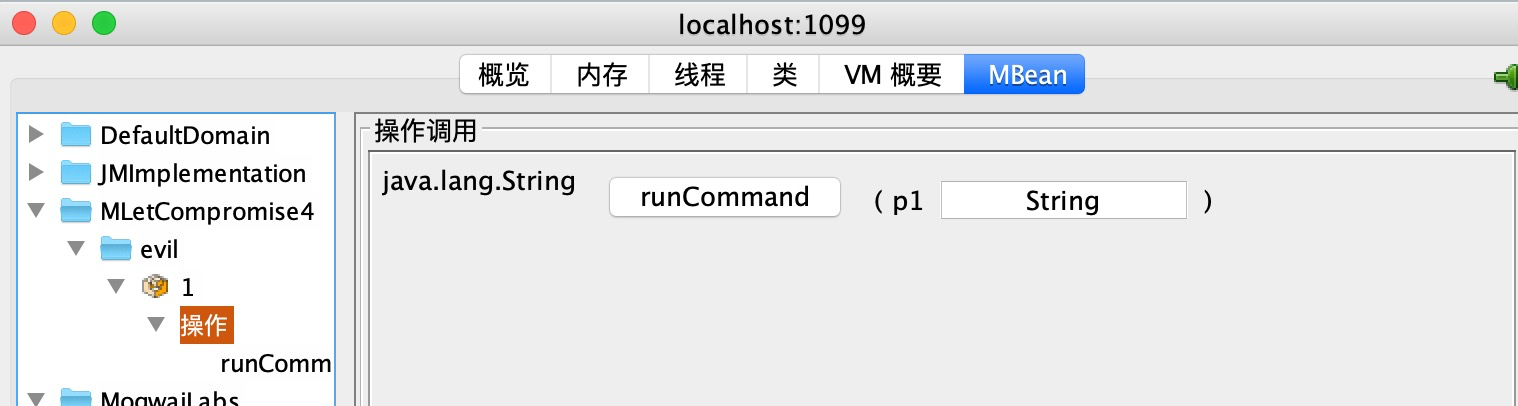 localhost:1099
概览 内存 线程 类 VM 概要 MBean
DefaultDomain
JMImplementation
MLetCompromise4
evil
1
操作
runComm
MogwaiLabs
操作调用
java.lang.String runCommand ( p1 String )